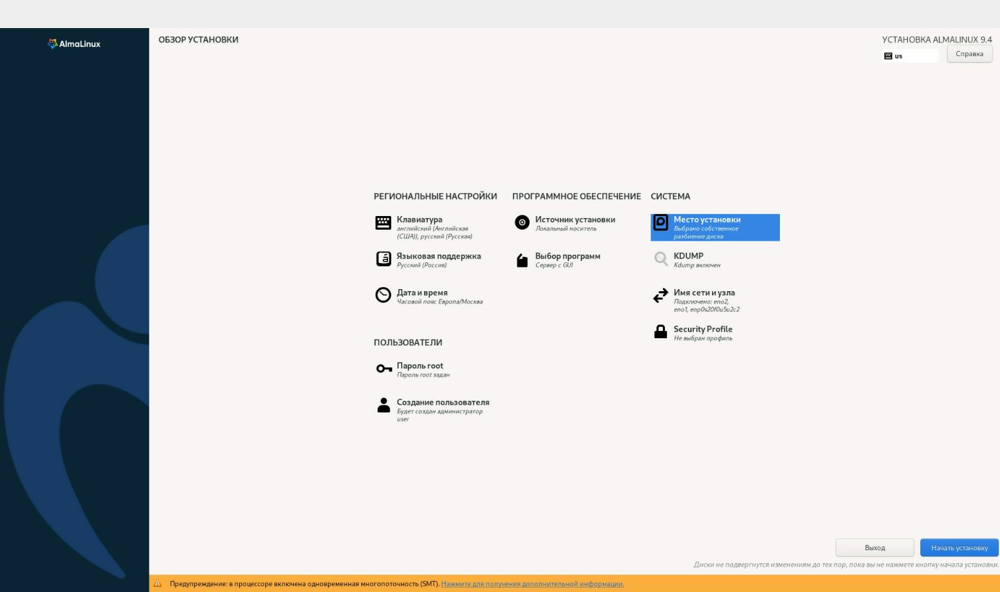 AlmaLinux
ОБЗОР УСТАНОВКИ
УСТАНОВКА ALMALINUX 9.4
us
Справка
РЕГИОНАЛЬНЫЕ НАСТРОЙКИ
Клавиатура
английский (Английская
(США)), русский (Русская)
Языковая поддержка
Русский (Россия)
Дата и время
Часовой пояс Европа/Москва
ПОЛЬЗОВАТЕЛИ
Пароль root
Пароль root задан
Создание пользователя
Будет создан администратор
user
ПРОГРАММНОЕ ОБЕСПЕЧЕНИЕ
Источник установки
Локальный носитель
Выбор программ
Сервер с GUI
СИСТЕМА
Место установки
Выбрано собственное
разбиение диска
KDUMP
Kdump включен
Имя сети и узла
Подключено: eno2,
eno1, enp0s20f0u5u2c2
Security Profile
Не выбран профиль
Выход
Начать установку
Диски не подвергнутся изменениям до тех пор, пока вы не нажмете кнопку начала установки.
Предупреждение: в процессоре включена одновременная многопоточность (SMT). Нажмите для получения дополнительной информации.